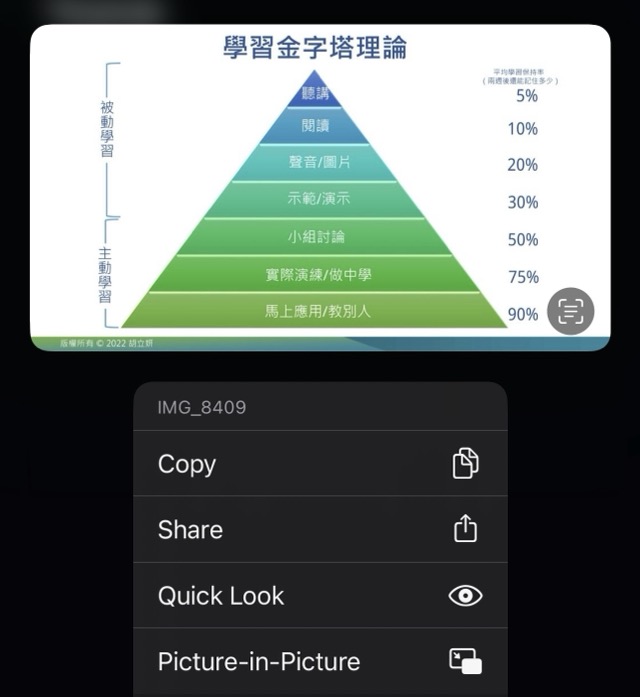 學習金字塔理論
平均學習保持率
(兩週後還能記住多少)
被動學習
聽講 5%
閱讀 10%
聲音/圖片 20%
示範/演示 30%
主動學習
小組討論 50%
實際演練/做中學 75%
馬上應用/教別人 90%
版權所有 © 2022 胡立妍
IMG_8409
Copy
Share
Quick Look
Picture-in-Picture